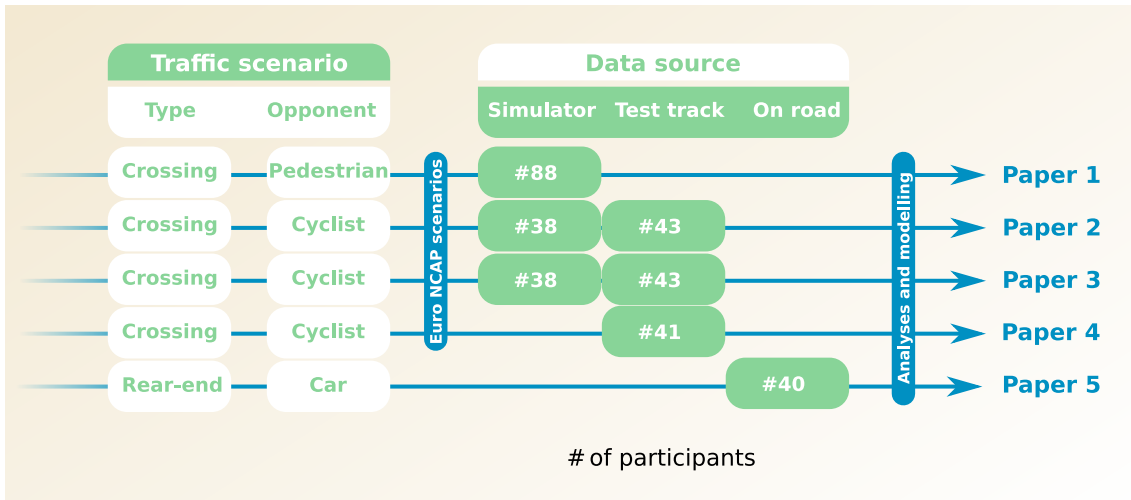 Traffic scenario
Data source
Type Opponent
Simulator Test track On road
Euro NCAP scenarios
Analyses and modelling
Crossing Pedestrian #88 Paper 1
Crossing Cyclist #38 #43 Paper 2
Crossing Cyclist #38 #43 Paper 3
Crossing Cyclist #41 Paper 4
Rear-end Car #40 Paper 5
# of participants